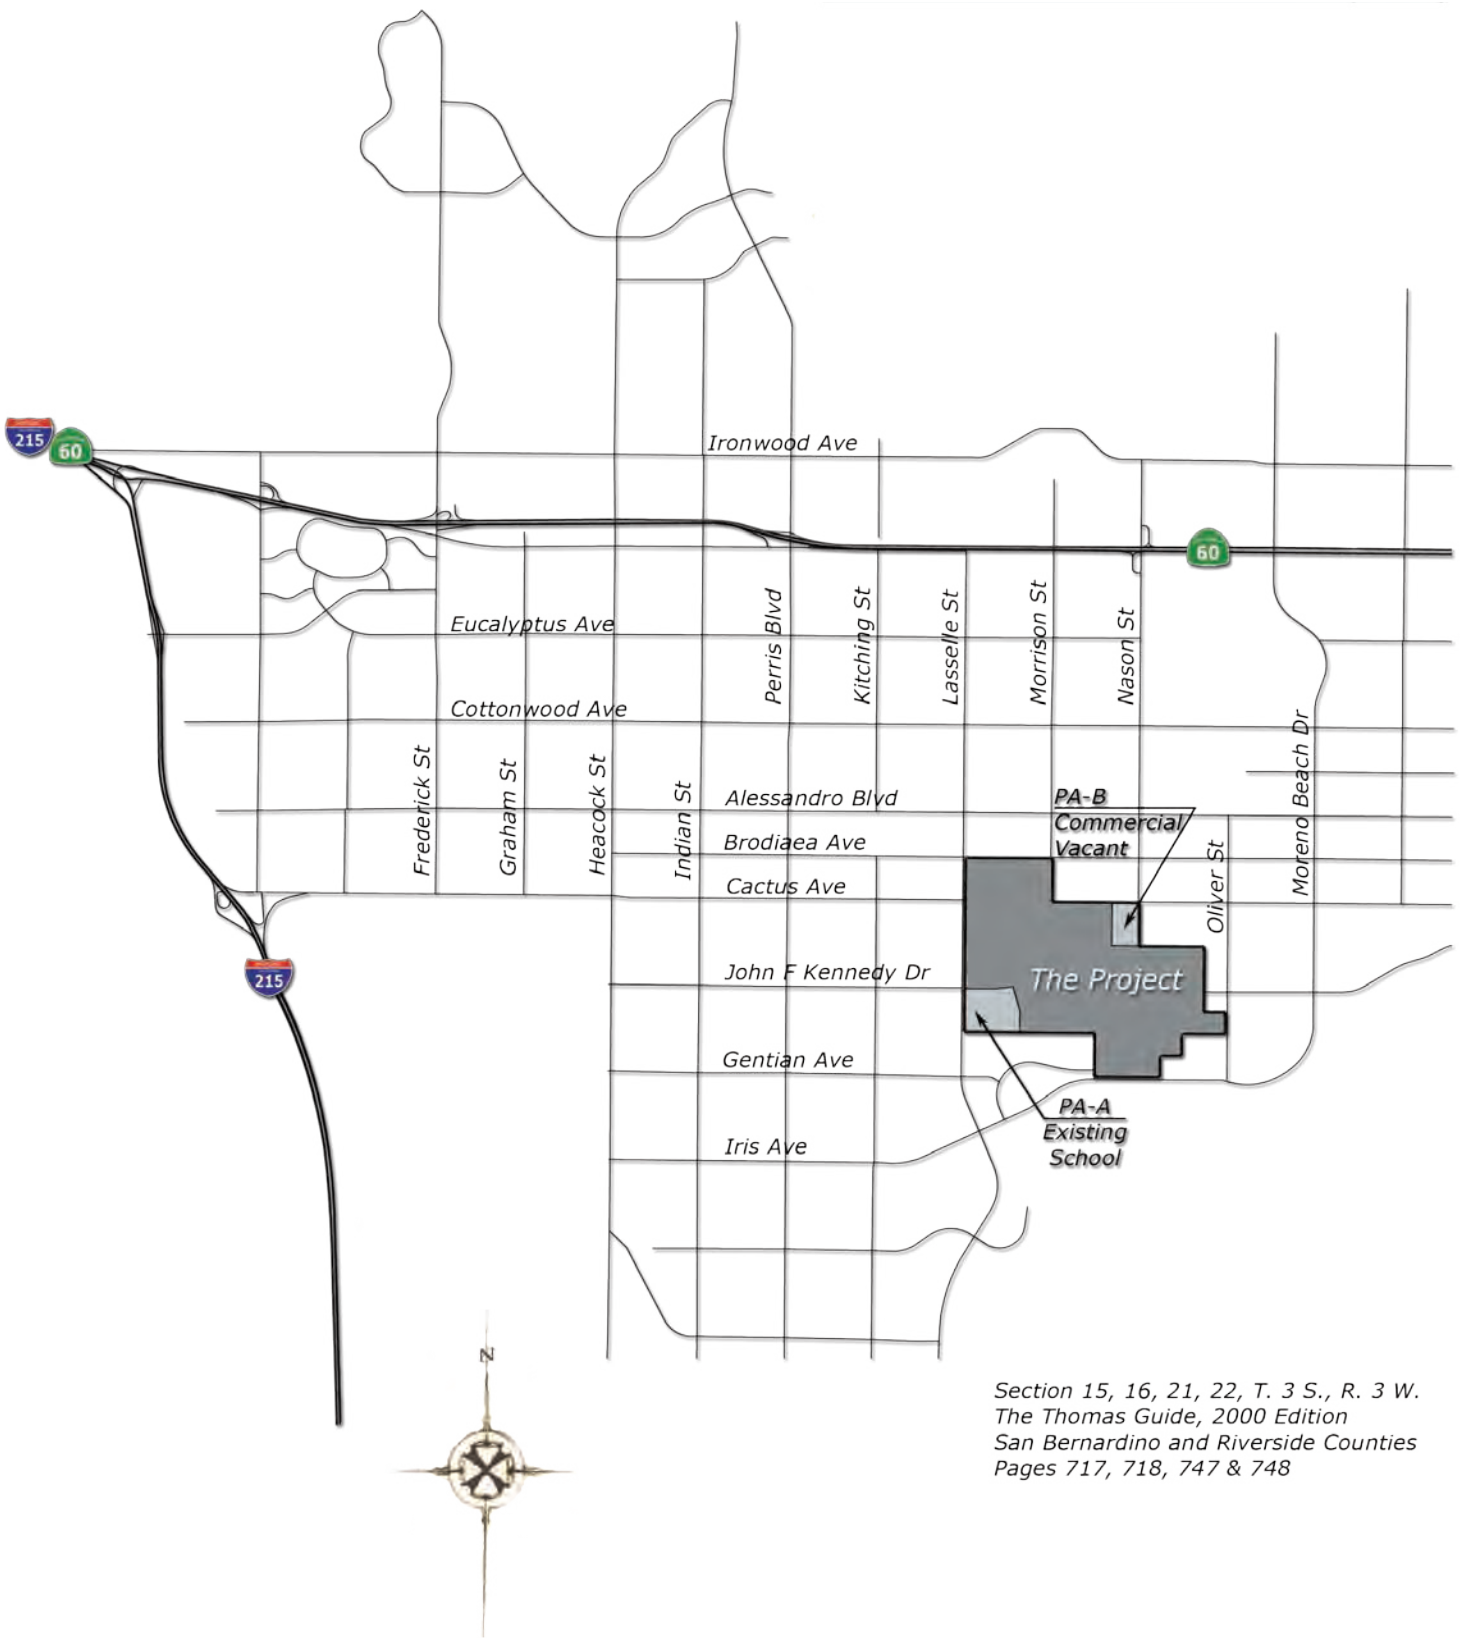 Ironwood Ave
215
60
60
Eucalyptus Ave
Perris Blvd
Kitching St
Lasselle St
Morrison St
Nason St
Cottonwood Ave
Frederick St
Graham St
Heacock St
Indian St
Moreno Beach Dr
Alessandro Blvd
PA-B
Commercial
Vacant
Brodiaea Ave
Cactus Ave
Oliver St
215
John F Kennedy Dr
The Project
Gentian Ave
PA-A
Existing
School
Iris Ave
N
Section 15, 16, 21, 22, T. 3 S., R. 3 W.
The Thomas Guide, 2000 Edition
San Bernardino and Riverside Counties
Pages 717, 718, 747 & 748